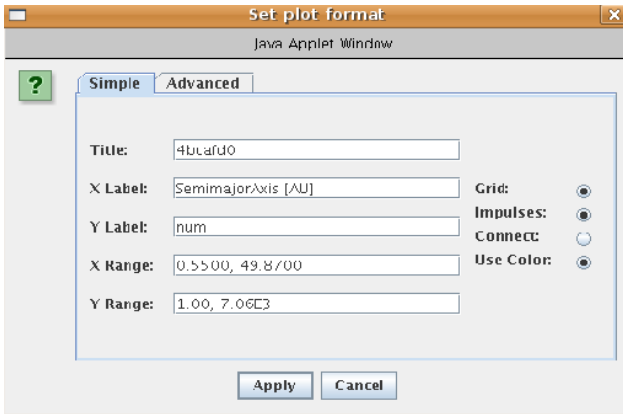 Set plot format
Java Applet Window
?
Simple Advanced
Title: 4bcafd0
X Label: SemimajorAxis [AU]
Y Label: num
X Range: 0.5500, 49.8700
Y Range: 1.00, 7.06E3
Grid:
Impulses:
Connect:
Use Color:
Apply Cancel